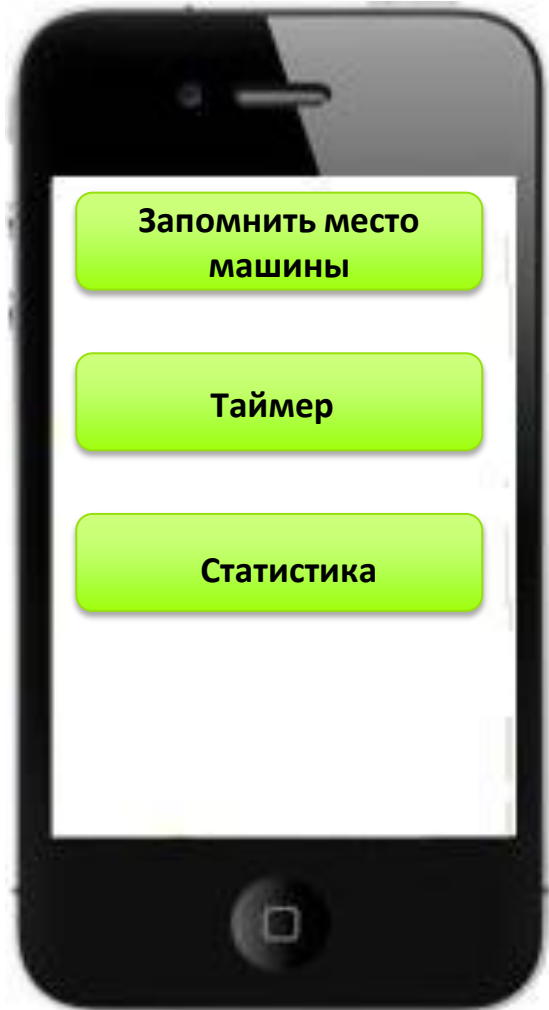 Запомнить место
машины
Таймер
Статистика